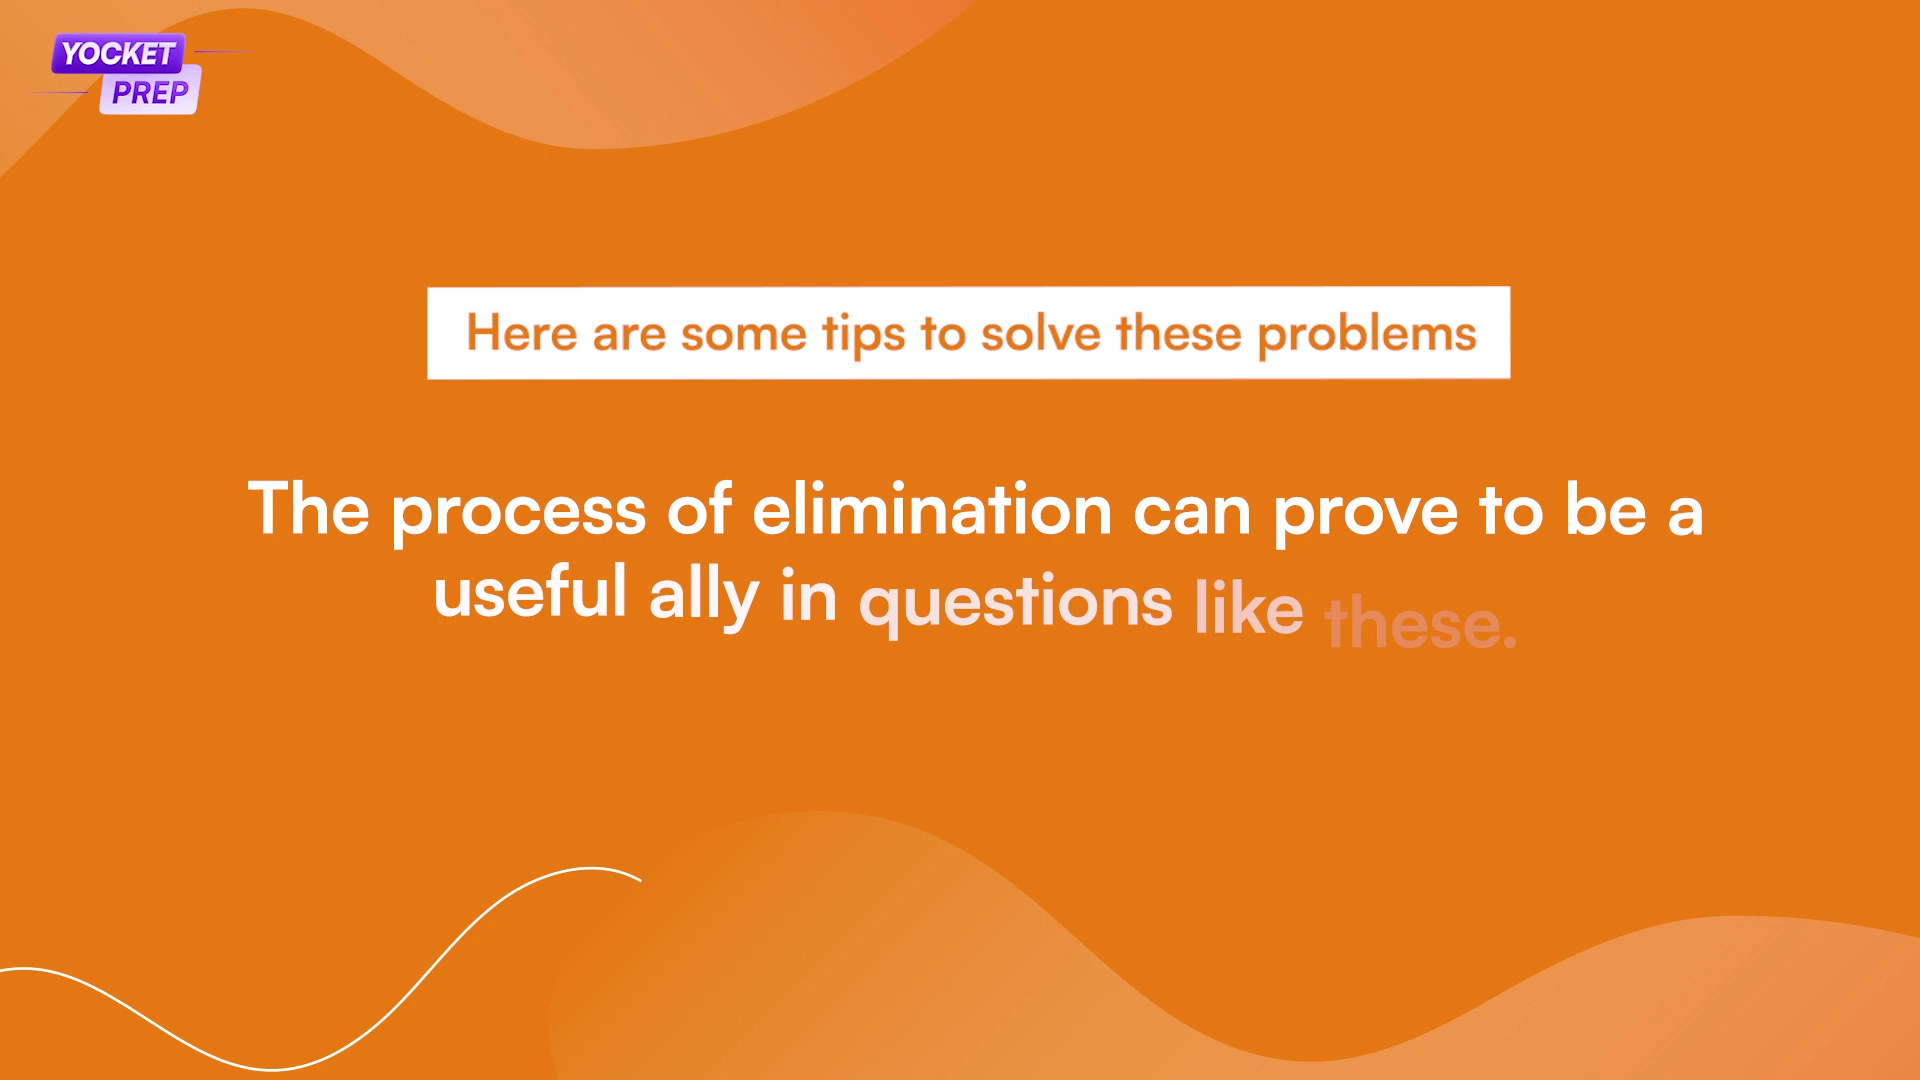 YOCKET
PREP
Here are some tips to solve these problems
The process of elimination can prove to be a
useful ally in questions like these.